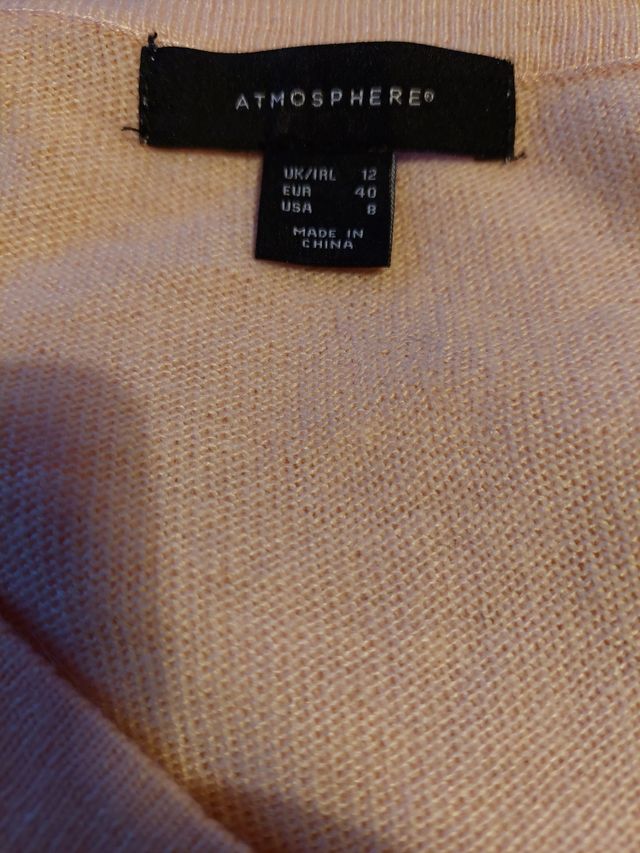 ATMOSPHERE®
UK/IRL 12
EUR 40
USA 8
MADE IN
CHINA